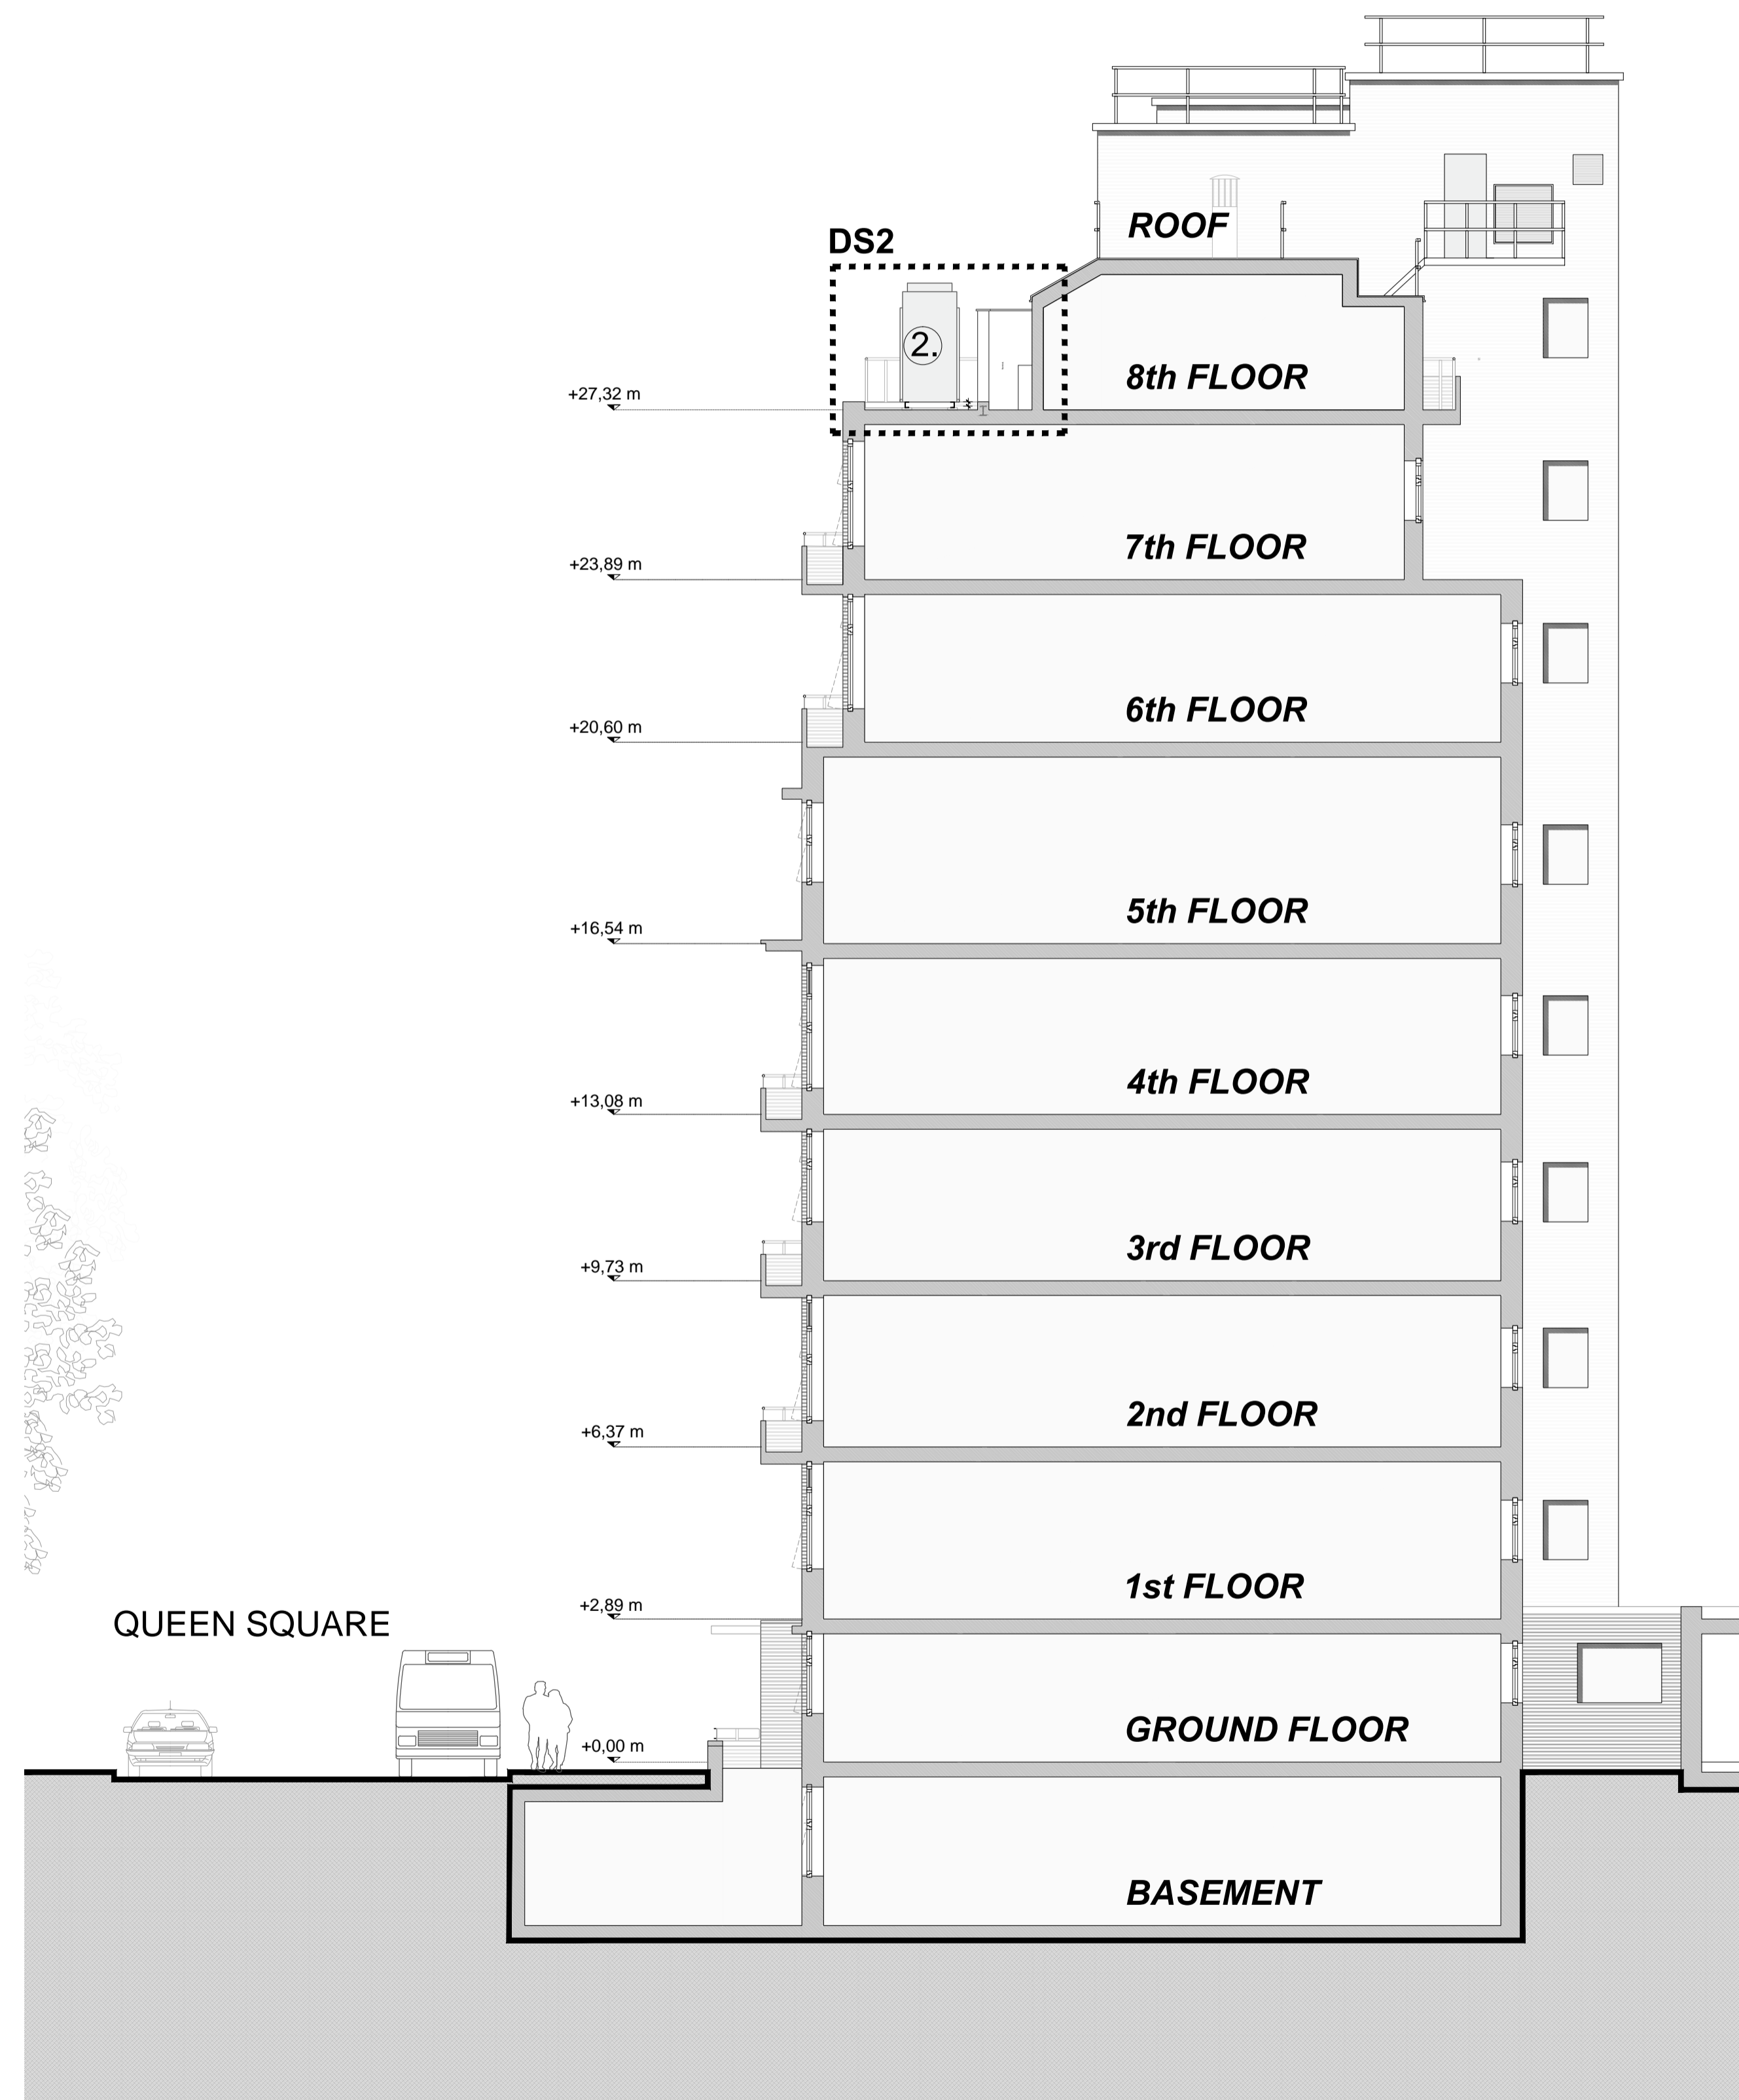 ROOF
DS2
2.
8th FLOOR
+27,32 m
7th FLOOR
+23,89 m
6th FLOOR
+20,60 m
5th FLOOR
+16,54 m
4th FLOOR
+13,08 m
3rd FLOOR
+9,73 m
2nd FLOOR
+6,37 m
1st FLOOR
+2,89 m
QUEEN SQUARE
GROUND FLOOR
+0,00 m
BASEMENT